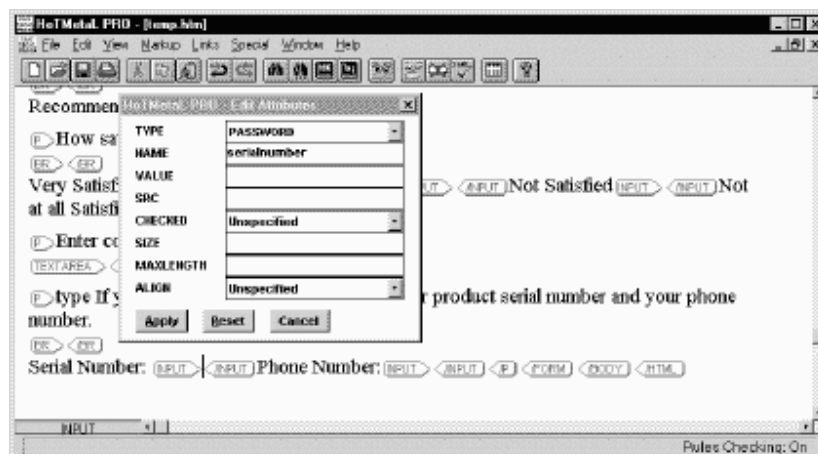 HoTMetaL PRO - [temp.htm]
File Edit View Markup Links Special Window Help
Recommen
HoTMetaL PRO - Edit Attributes
TYPE PASSWORD
NAME serialnumber
VALUE
SRC
CHECKED Unspecified
SIZE
MAXLENGTH
ALIGN Unspecified
Apply Reset Cancel
P How sa
BR BR
Very Satisf INPUT Not Satisfied INPUT /INPUT Not
at all Satisfi
P Enter co
TEXTAREA
P type If y r product serial number and your phone
number.
BR BR
Serial Number: INPUT /INPUT Phone Number: INPUT /INPUT /P /FORM /BODY /HTML
INPUT
Rules Checking: On